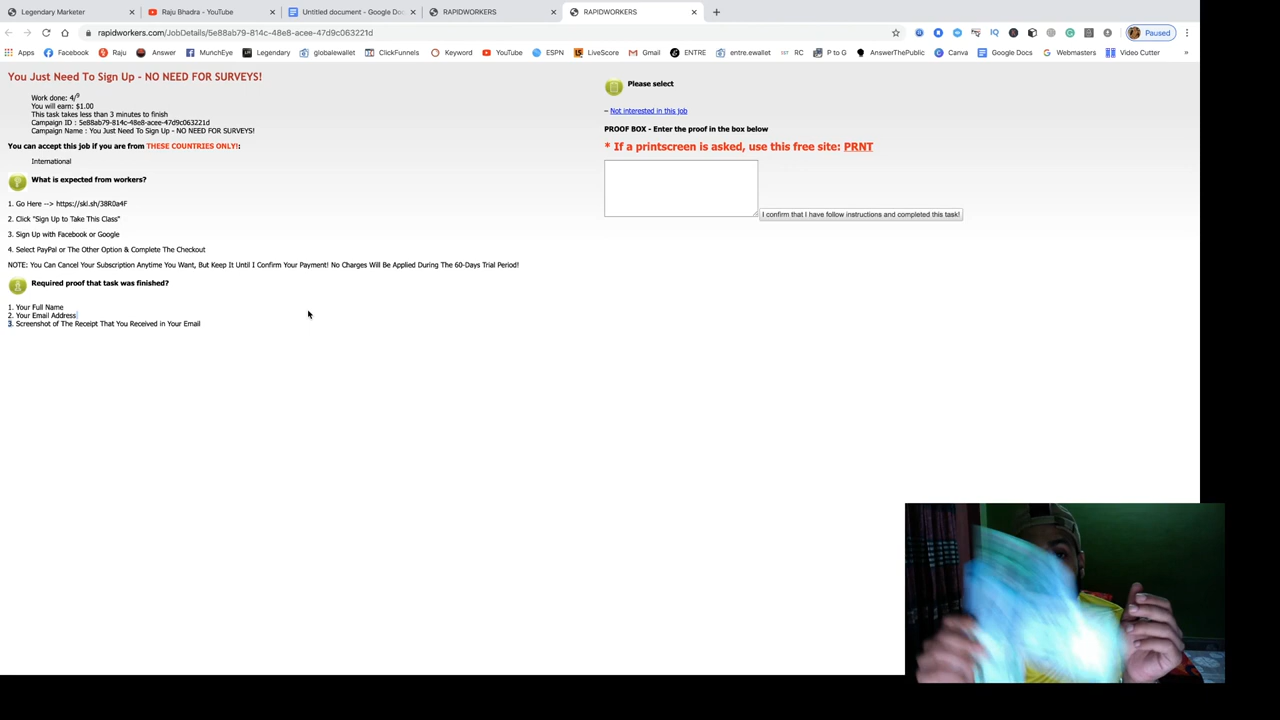 Legendary Marketer
Raju Bhadra - YouTube
Untitled document - Google Doc
RAPIDWORKERS
RAPIDWORKERS
rapidworkers.com/JobDetails/5e88ab79-814c-48e8-acee-47d9c063221d
Paused
Apps Facebook Raju Answer MunchEye Legendary globalewallet ClickFunnels Keyword YouTube ESPN LiveScore Gmail ENTRE entre.ewallet RC P to G AnswerThePublic Canva Google Docs Webmasters Video Cutter »
You Just Need To Sign Up - NO NEED FOR SURVEYS!
Work done: 4/9
You will earn: $1.00
This task takes less than 3 minutes to finish
Campaign ID : 5e88ab79-814c-48e8-acee-47d9c063221d
Campaign Name : You Just Need To Sign Up - NO NEED FOR SURVEYS!
You can accept this job if you are from THESE COUNTRIES ONLY!:
International
What is expected from workers?
1. Go Here --> https://skl.sh/38R0a4F
2. Click "Sign Up to Take This Class"
3. Sign Up with Facebook or Google
4. Select PayPal or The Other Option & Complete The Checkout
NOTE: You Can Cancel Your Subscription Anytime You Want, But Keep It Until I Confirm Your Payment! No Charges Will Be Applied During The 60-Days Trial Period!
Required proof that task was finished?
1. Your Full Name
2. Your Email Address
3. Screenshot of The Receipt That You Received in Your Email
Please select
– Not interested in this job
PROOF BOX - Enter the proof in the box below
* If a printscreen is asked, use this free site: PRNT
I confirm that I have follow instructions and completed this task!